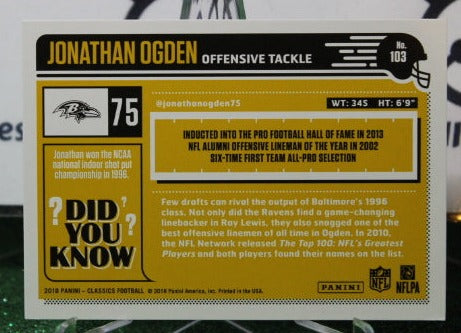 JONATHAN OGDEN OFFENSIVE TACKLE
No. 103
75
@jonathonogden75
WT: 345 HT: 6'9"
INDUCTED INTO THE PRO FOOTBALL HALL OF FAME IN 2013
NFL ALUMNI OFFENSIVE LINEMAN OF THE YEAR IN 2002
SIX-TIME FIRST TEAM ALL-PRO SELECTION
Jonathan won the NCAA
national indoor shot put
championship in 1996.
? DID ?
YOU
? KNOW
Few drafts can rival the output of Baltimore's 1996
class. Not only did the Ravens find a game-changing
linebacker in Ray Lewis, they also snagged one of the
best offensive linemen of all time in Ogden. In 2010,
the NFL Network released The Top 100: NFL's Greatest
Players and both players found their names on the list.
2018 PANINI - CLASSICS FOOTBALL © 2018 Panini America, Inc. Printed in the USA.
PANINI
NFL
NFLPA